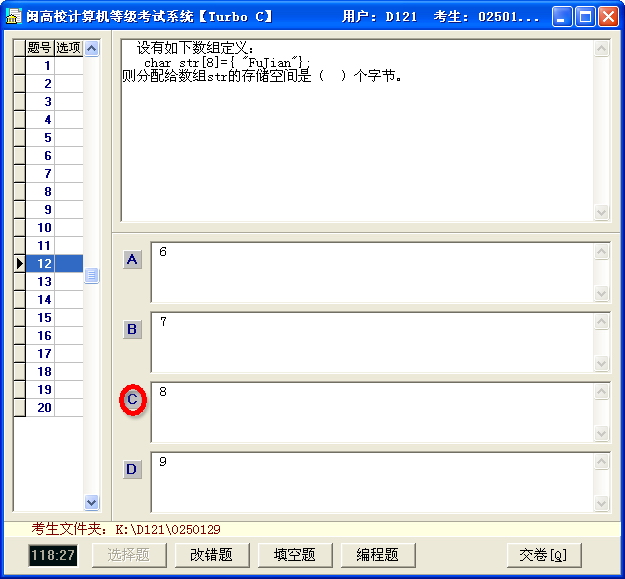 闽高校计算机等级考试系统【Turbo C】 用户：D121 考生：02501...
题号 选项
1
2
3
4
5
6
7
8
9
10
11
12
13
14
15
16
17
18
19
20
设有如下数组定义：
char str[8]={ "FuJian"};
则分配给数组str的存储空间是（ ）个字节。
A 6
B 7
C 8
D 9
考生文件夹：K:\D121\0250129
118:27 选择题 改错题 填空题 编程题 交卷[Q]